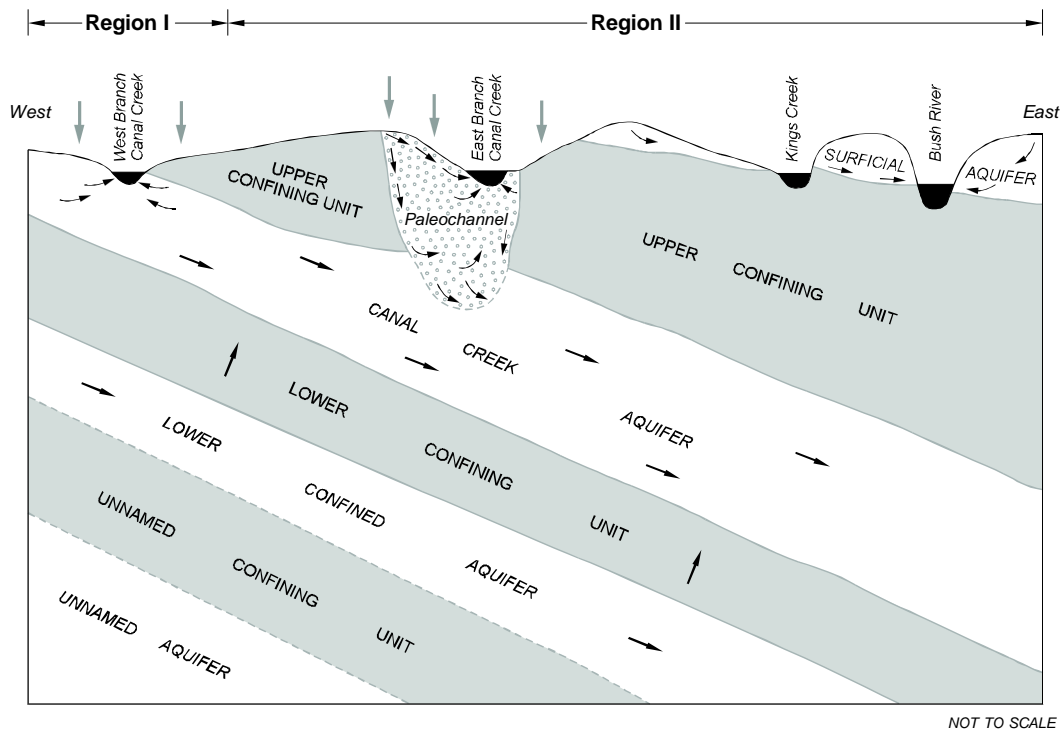 Region I
Region II
West
West Branch
Canal Creek
East Branch
Canal Creek
Kings Creek
Bush River
East
SURFICIAL
AQUIFER
UPPER
CONFINING UNIT
Paleochannel
UPPER
CONFINING
UNIT
CANAL
CREEK
AQUIFER
LOWER
CONFINING
UNIT
LOWER
CONFINED
AQUIFER
UNNAMED
CONFINING
UNIT
UNNAMED
AQUIFER
NOT TO SCALE